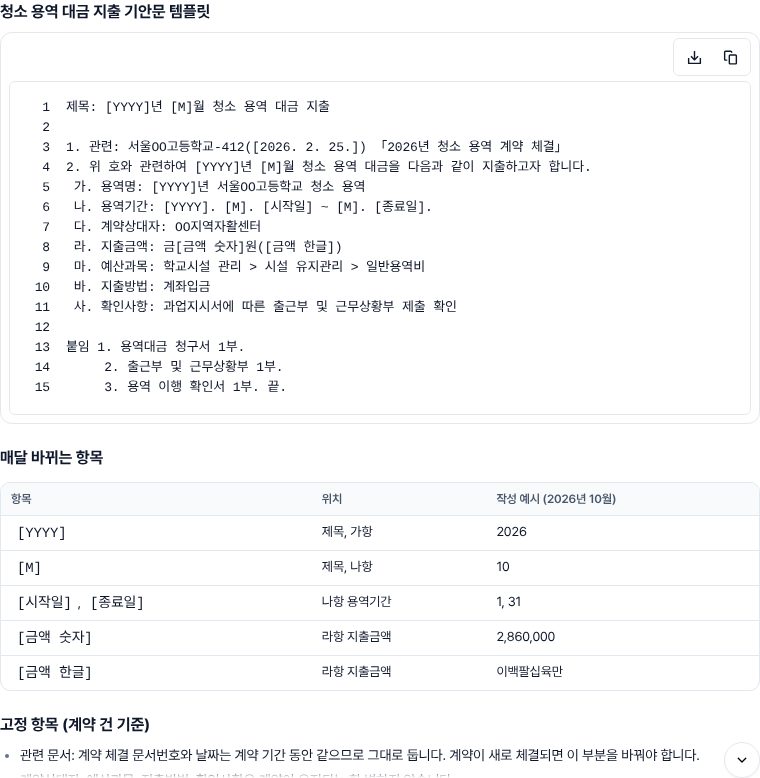 청소 용역 대금 지출 기안문 템플릿
1 제목: [YYYY]년 [M]월 청소 용역 대금 지출
2
3 1. 관련: 서울OO고등학교-412([2026. 2. 25.]) 「2026년 청소 용역 계약 체결」
4 2. 위 호와 관련하여 [YYYY]년 [M]월 청소 용역 대금을 다음과 같이 지출하고자 합니다.
5 가. 용역명: [YYYY]년 서울OO고등학교 청소 용역
6 나. 용역기간: [YYYY]. [M]. [시작일] ~ [M]. [종료일].
7 다. 계약상대자: OO지역자활센터
8 라. 지출금액: 금[금액 숫자]원([금액 한글])
9 마. 예산과목: 학교시설 관리 > 시설 유지관리 > 일반용역비
10 바. 지출방법: 계좌입금
11 사. 확인사항: 과업지시서에 따른 출근부 및 근무상황부 제출 확인
12
13 붙임 1. 용역대금 청구서 1부.
14 2. 출근부 및 근무상황부 1부.
15 3. 용역 이행 확인서 1부. 끝.
매달 바뀌는 항목
항목 위치 작성 예시 (2026년 10월)
[YYYY] 제목, 가항 2026
[M] 제목, 나항 10
[시작일] , [종료일] 나항 용역기간 1, 31
[금액 숫자] 라항 지출금액 2,860,000
[금액 한글] 라항 지출금액 이백팔십육만
고정 항목 (계약 건 기준)
• 관련 문서: 계약 체결 문서번호와 날짜는 계약 기간 동안 같으므로 그대로 둡니다. 계약이 새로 체결되면 이 부분을 바꿔야 합니다.